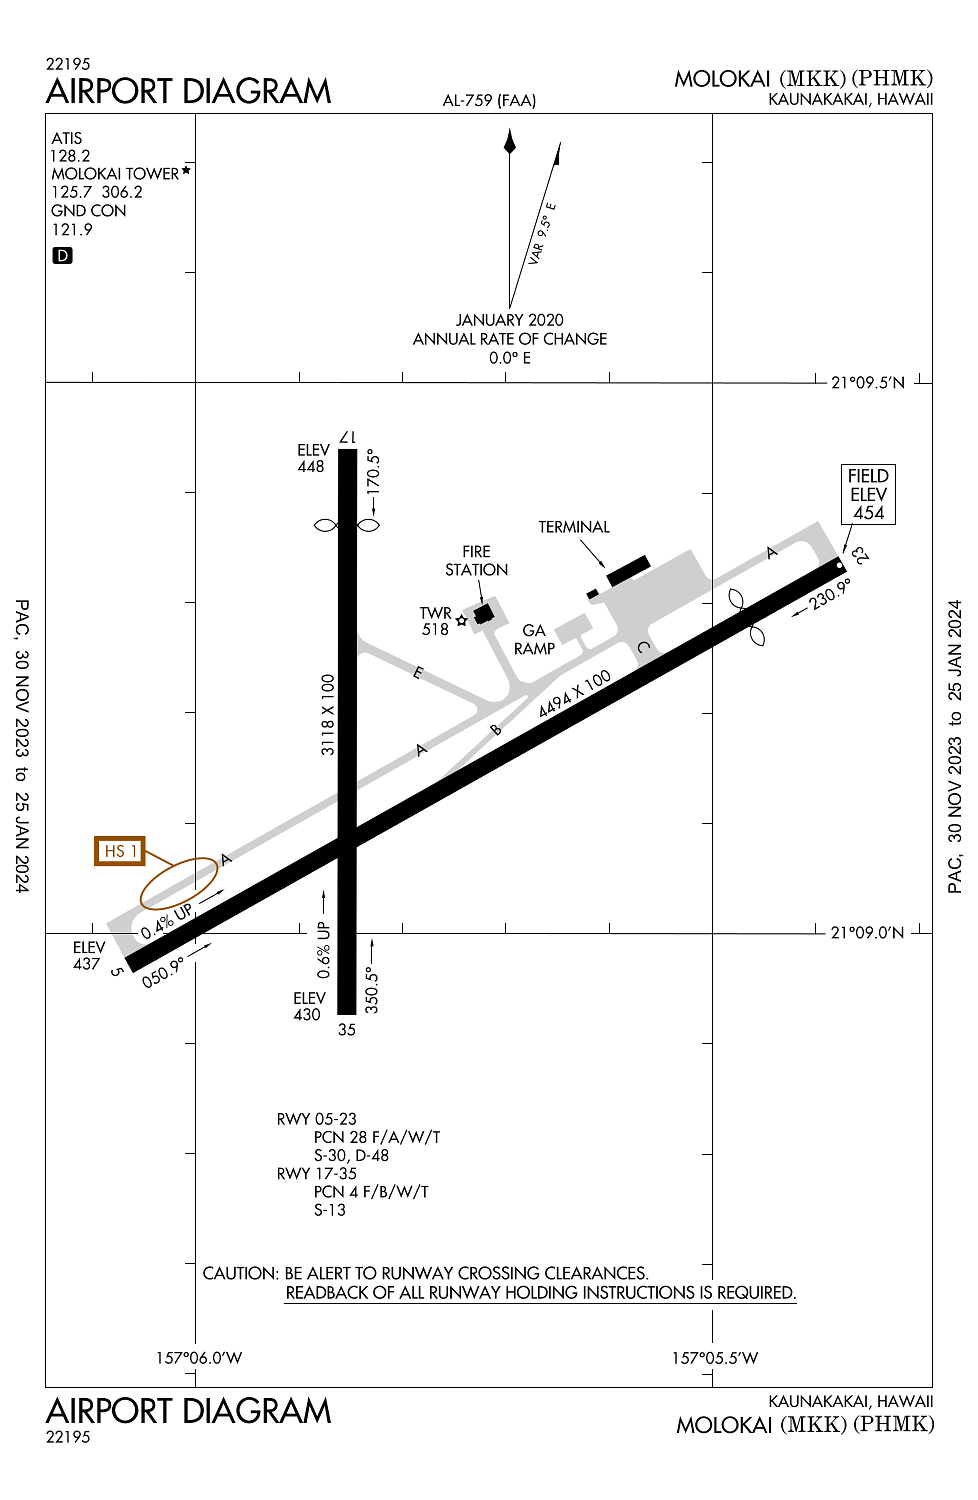 22195
AIRPORT DIAGRAM
AL-759 (FAA)
MOLOKAI (MKK) (PHMK)
KAUNAKAKAI, HAWAII
ATIS
128.2
MOLOKAI TOWER
125.7 306.2
GND CON
121.9
D
VAR 9.5° E
JANUARY 2020
ANNUAL RATE OF CHANGE
0.0° E
21°09.5'N
17
ELEV
448
170.5°
FIELD
ELEV
454
TERMINAL
FIRE
STATION
A
23
230.9°
TWR
518
GA
RAMP
C
E
3118 X 100
4494 X 100
B
A
HS 1
A
0.4% UP
21°09.0'N
ELEV
437
5
050.9°
0.6% UP
350.5°
ELEV
430
35
RWY 05-23
PCN 28 F/A/W/T
S-30, D-48
RWY 17-35
PCN 4 F/B/W/T
S-13
CAUTION: BE ALERT TO RUNWAY CROSSING CLEARANCES.
READBACK OF ALL RUNWAY HOLDING INSTRUCTIONS IS REQUIRED.
157°06.0'W
157°05.5'W
PAC, 30 NOV 2023 to 25 JAN 2024
PAC, 30 NOV 2023 to 25 JAN 2024
AIRPORT DIAGRAM
22195
KAUNAKAKAI, HAWAII
MOLOKAI (MKK) (PHMK)